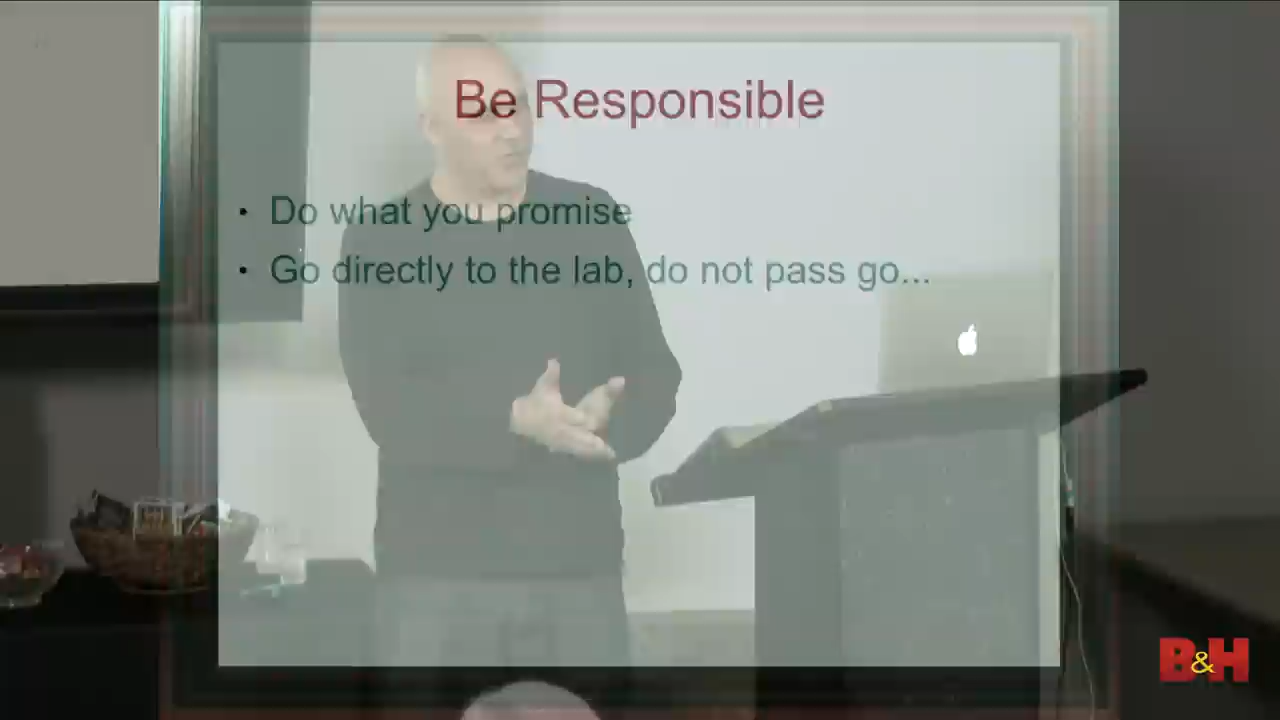 Be Responsible
• Do what you promise
• Go directly to the lab, do not pass go...
B&H